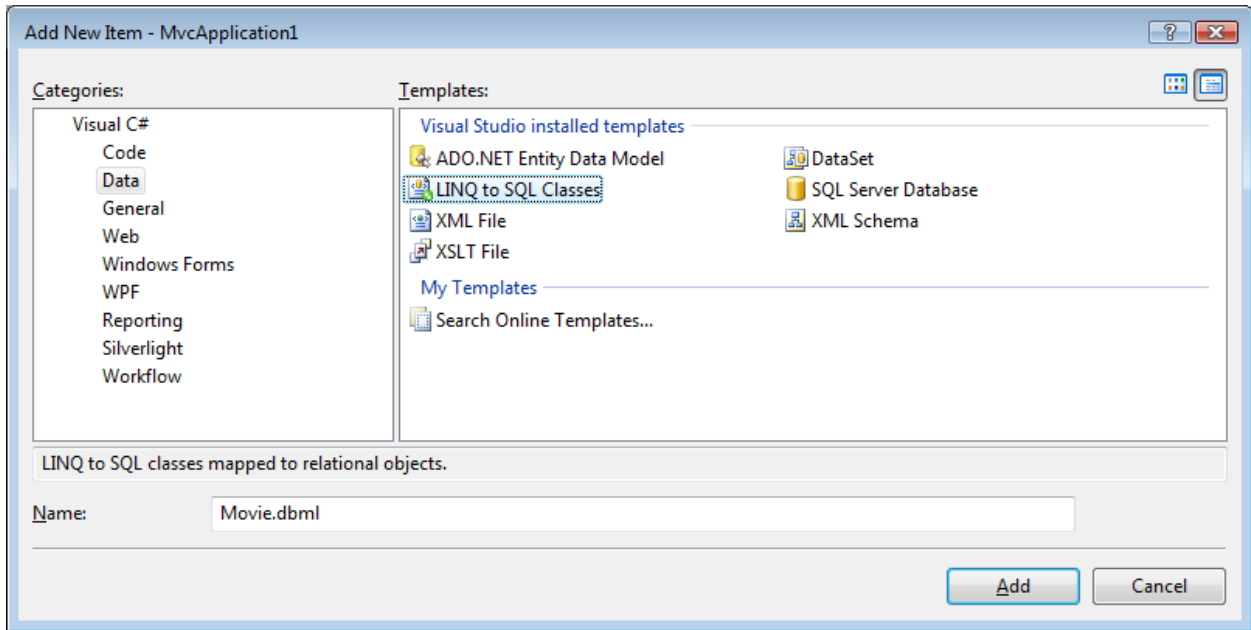 Add New Item - MvcApplication1
Categories:
Templates:
Visual C#
Code
Data
General
Web
Windows Forms
WPF
Reporting
Silverlight
Workflow
Visual Studio installed templates
ADO.NET Entity Data Model
DataSet
LINQ to SQL Classes
SQL Server Database
XML File
XML Schema
XSLT File
My Templates
Search Online Templates...
LINQ to SQL classes mapped to relational objects.
Name:
Movie.dbml
Add
Cancel